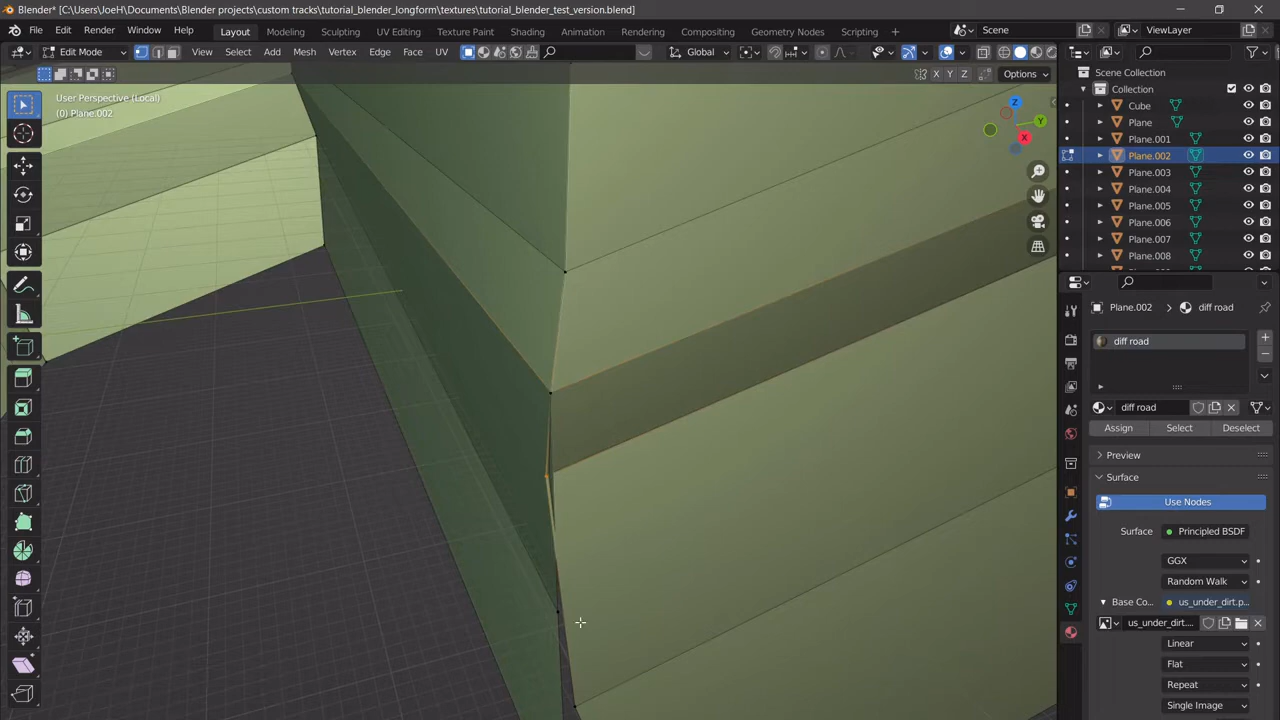 Blender* [C:\Users\JoeH\Documents\Blender projects\custom tracks\tutorial_blender_longform\textures\tutorial_blender_test_version.blend]
File Edit Render Window Help Layout Modeling Sculpting UV Editing Texture Paint Shading Animation Rendering Compositing Geometry Nodes Scripting + Scene ViewLayer
Edit Mode View Select Add Mesh Vertex Edge Face UV Global
X Y Z Options
User Perspective (Local)
(0) Plane.002
Z
Y
X
Scene Collection
Collection
Cube
Plane
Plane.001
Plane.002
Plane.003
Plane.004
Plane.005
Plane.006
Plane.007
Plane.008
Plane.002 > diff road
diff road
diff road
Assign Select Deselect
Preview
Surface
Use Nodes
Surface Principled BSDF
GGX
Random Walk
Base Co... us_under_dirt.p...
us_under_dirt....
Linear
Flat
Repeat
Single Image